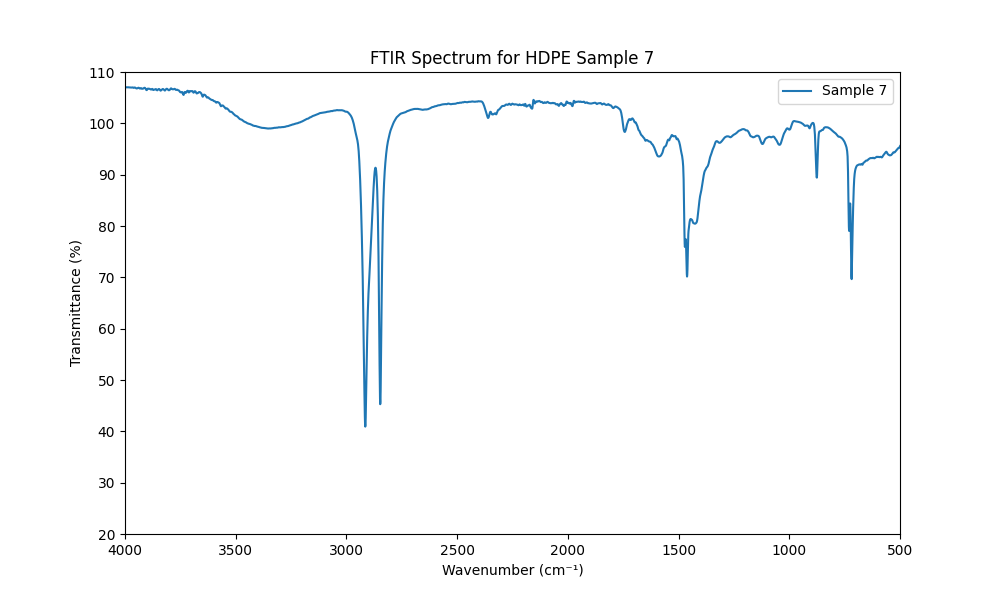 FTIR Spectrum for HDPE Sample 7
Sample 7
Transmittance (%)
110
100
90
80
70
60
50
40
30
20
4000 3500 3000 2500 2000 1500 1000 500
Wavenumber (cm⁻¹)